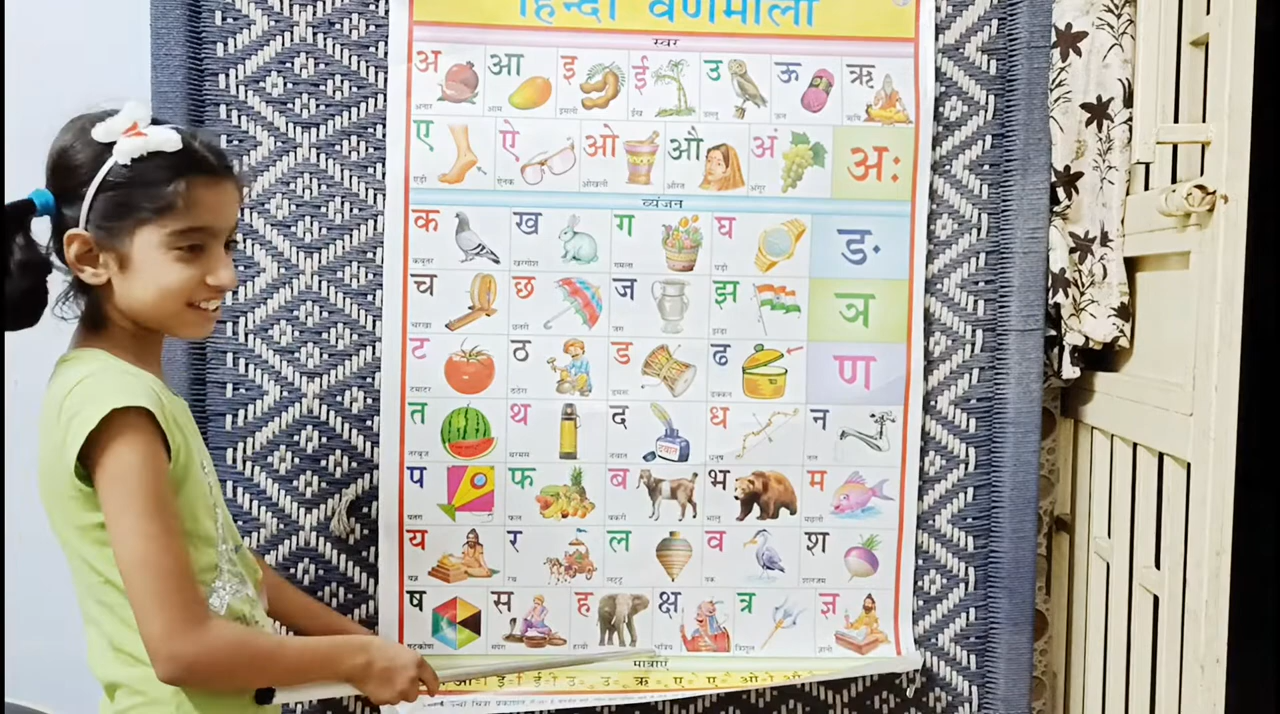 हिन्दी वर्णमाला
स्वर
अ आ इ ई उ ऊ ऋ
अनार आम इमली ईख उल्लू ऊन ऋषि
ए ऐ ओ औ अं अः
एड़ी ऐनक ओखली औरत अंगूर
व्यंजन
क ख ग घ ङ
कबूतर खरगोश गमला घड़ी
च छ ज झ ञ
चरखा छतरी जग झंडा
ट ठ ड ढ ण
टमाटर ठठेरा डमरू ढक्कन
त थ द ध न
दवात
तरबूज थरमस दवात धनुष नल
प फ ब भ म
पतंग फल बकरी भालू मछली
य र ल व श
यज्ञ रथ लट्टू वक शलजम
ष स ह क्ष त्र ज्ञ
षट्कोण सपेरा हाथी क्षत्रिय त्रिशूल ज्ञानी
मात्राएँ